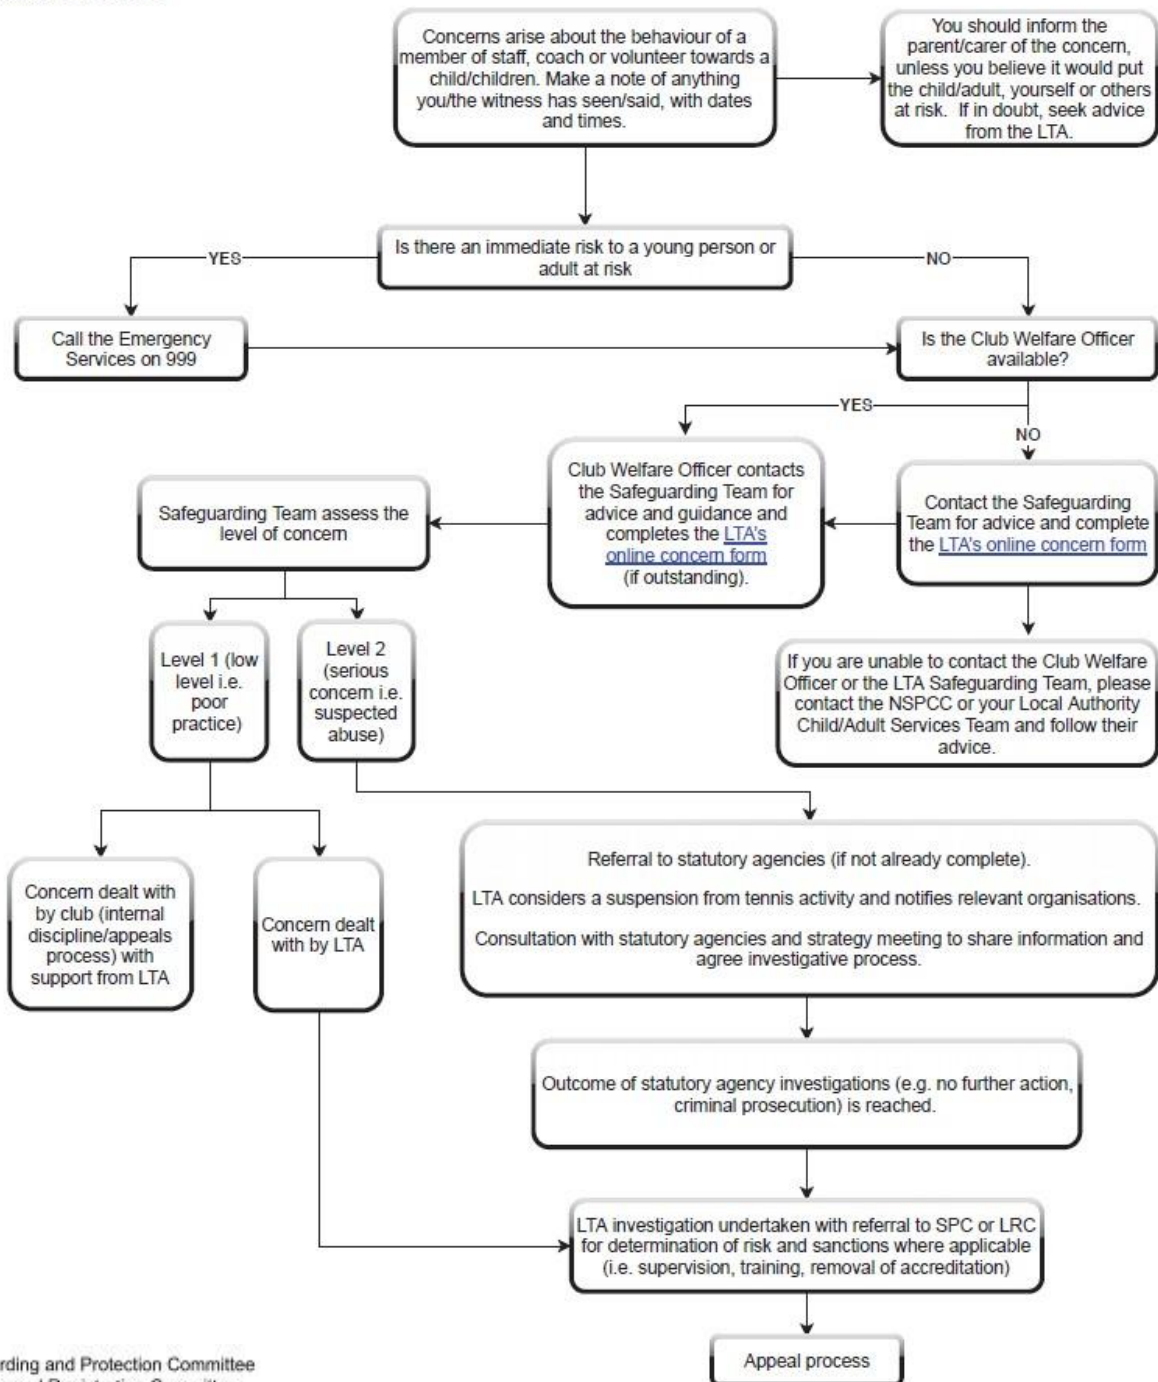 Concerns arise about the behaviour of a
member of staff, coach or volunteer towards a
child/children. Make a note of anything
you/the witness has seen/said, with dates
and times.
You should inform the
parent/carer of the concern,
unless you believe it would put
the child/adult, yourself or others
at risk. If in doubt, seek advice
from the LTA.
Is there an immediate risk to a young person or
adult at risk
YES
NO
Call the Emergency
Services on 999
Is the Club Welfare Officer
available?
YES
NO
Club Welfare Officer contacts
the Safeguarding Team for
advice and guidance and
completes the LTA's
online concern form
(if outstanding).
Contact the Safeguarding
Team for advice and complete
the LTA's online concern form
Safeguarding Team assess the
level of concern
Level 1 (low
level i.e.
poor
practice)
Level 2
(serious
concern i.e.
suspected
abuse)
If you are unable to contact the Club Welfare
Officer or the LTA Safeguarding Team, please
contact the NSPCC or your Local Authority
Child/Adult Services Team and follow their
advice.
Concern dealt with
by club (internal
discipline/appeals
process) with
support from LTA
Concern dealt
with by LTA
Referral to statutory agencies (if not already complete).
LTA considers a suspension from tennis activity and notifies relevant organisations.
Consultation with statutory agencies and strategy meeting to share information and
agree investigative process.
Outcome of statutory agency investigations (e.g. no further action,
criminal prosecution) is reached.
LTA investigation undertaken with referral to SPC or LRC
for determination of risk and sanctions where applicable
(i.e. supervision, training, removal of accreditation)
Appeal process
rding and Protection Committee